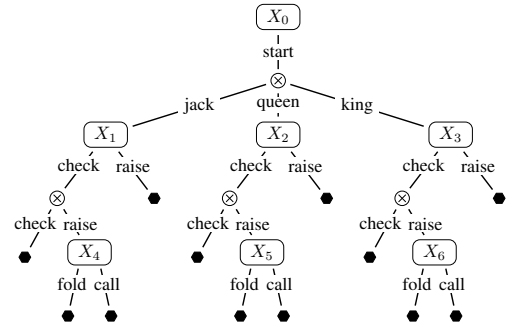 X₀
start
⊗
jack queen king
X₁ X₂ X₃
check raise check raise check raise
⊗ ⊗ ⊗
check raise check raise check raise
X₄ X₅ X₆
fold call fold call fold call